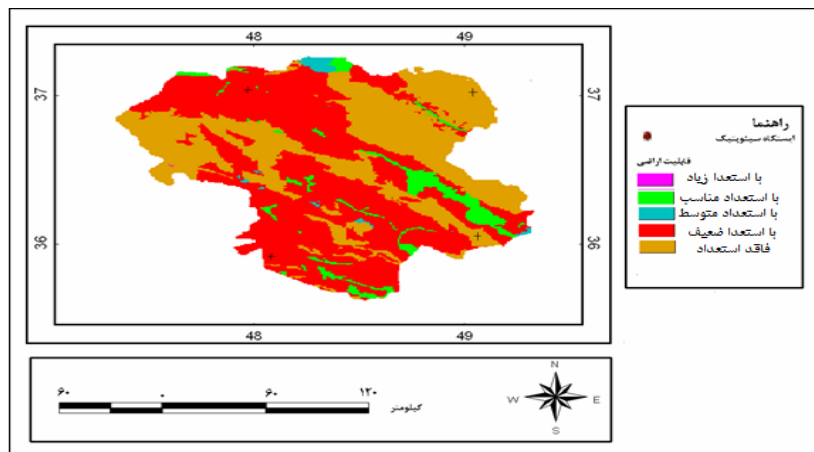 48 49
37 37
36 36
48 49
راهنما
ایستگاه سینوپتیک
قابلیت اراضی
با استعدا زیاد
با استعداد مناسب
با استعداد متوسط
با استعدا ضعیف
فاقد استعداد
۶۰ ۰ ۶۰ ۱۲۰
کیلومتر
N
W E
S